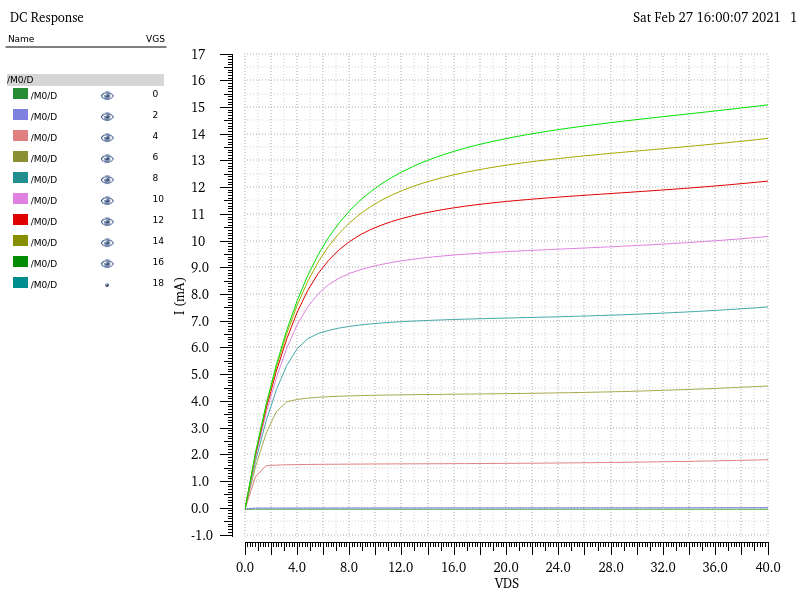 DC Response
Sat Feb 27 16:00:07 2021 1
Name VGS
/M0/D
/M0/D 0
/M0/D 2
/M0/D 4
/M0/D 6
/M0/D 8
/M0/D 10
/M0/D 12
/M0/D 14
/M0/D 16
/M0/D 18
I (mA)
17
16
15
14
13
12
11
10
9.0
8.0
7.0
6.0
5.0
4.0
3.0
2.0
1.0
0.0
-1.0
0.0 4.0 8.0 12.0 16.0 20.0 24.0 28.0 32.0 36.0 40.0
VDS